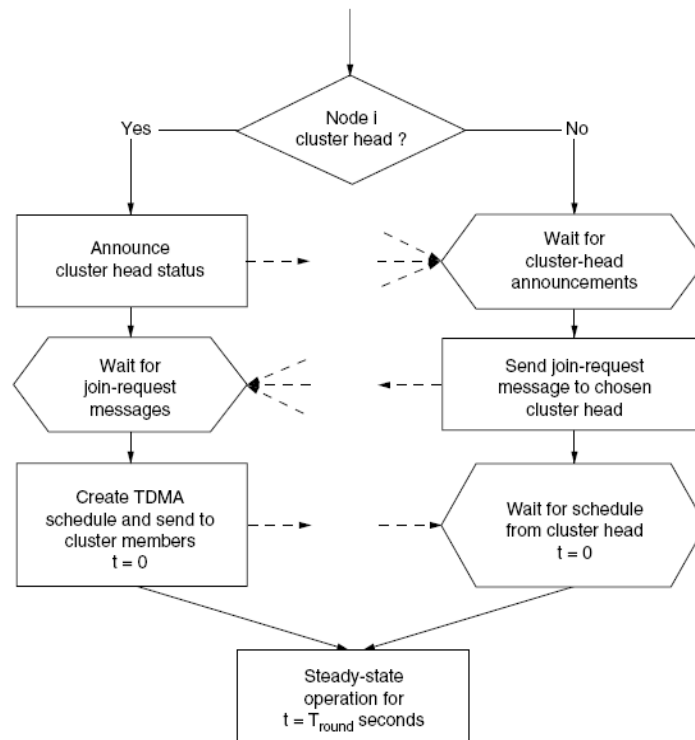 Node i
cluster head ?
Yes
No
Announce
cluster head status
Wait for
cluster-head
announcements
Wait for
join-request
messages
Send join-request
message to chosen
cluster head
Create TDMA
schedule and send to
cluster members
t = 0
Wait for schedule
from cluster head
t = 0
Steady-state
operation for
t = Tround seconds